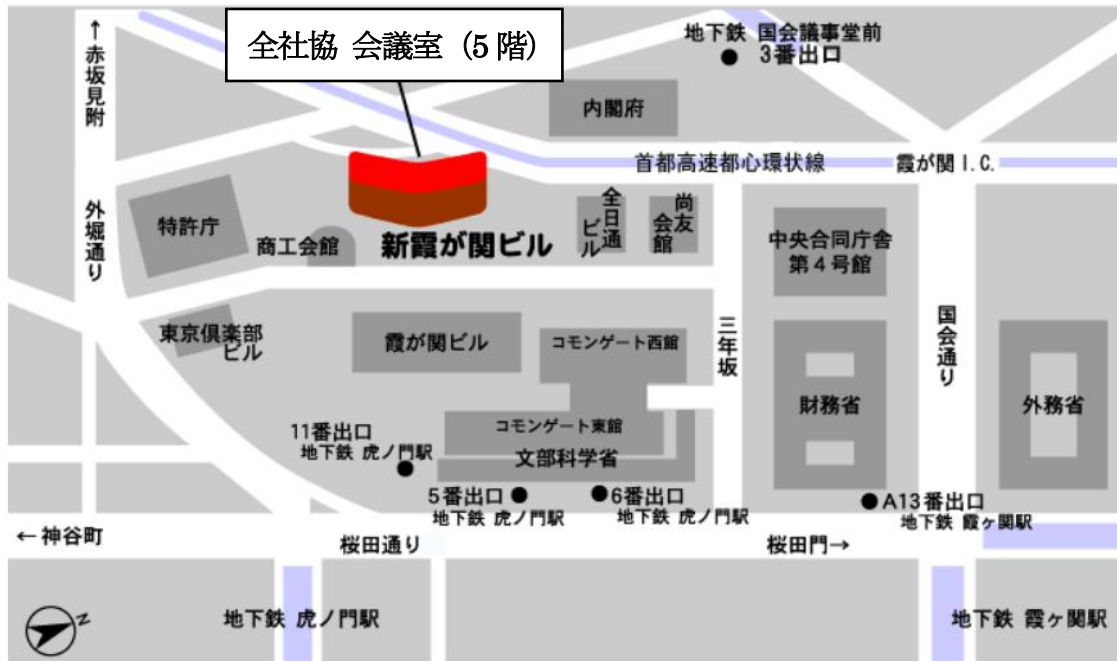 ↑赤坂見附
全社協 会議室（5階）
地下鉄 国会議事堂前
3番出口
内閣府
首都高速都心環状線
霞が関 I.C.
外堀通り
特許庁
商工会館
新霞が関ビル
全日通
ビル
尚友
会館
中央合同庁舎
第４号館
東京倶楽部
ビル
霞が関ビル
コモンゲート西館
三年坂
国会通り
財務省
外務省
コモンゲート東館
文部科学省
11番出口
地下鉄 虎ノ門駅
5番出口
地下鉄 虎ノ門駅
6番出口
地下鉄 虎ノ門駅
A13番出口
地下鉄 霞ヶ関駅
←神谷町
桜田通り
桜田門→
地下鉄 虎ノ門駅
地下鉄 霞ヶ関駅
N